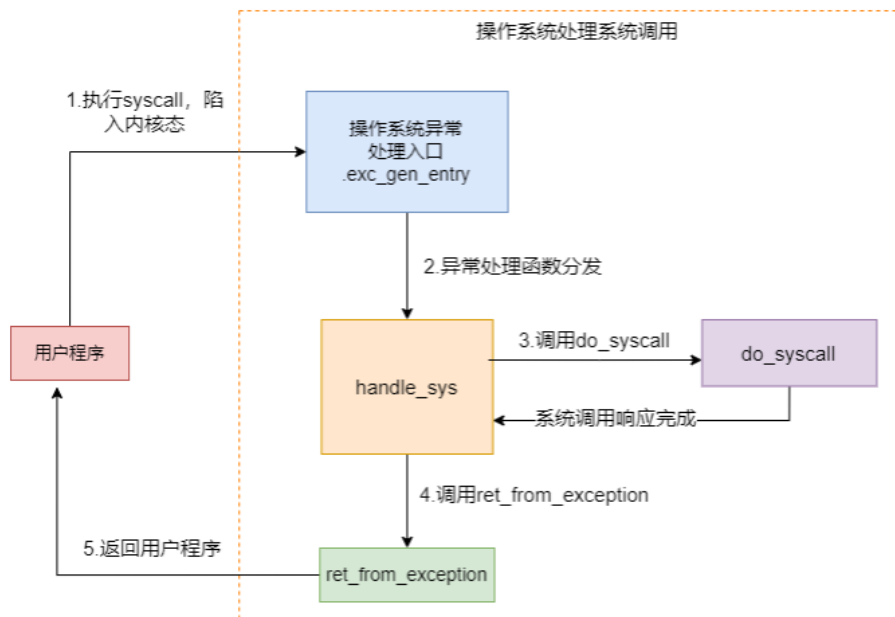 操作系统处理系统调用
1.执行syscall，陷
入内核态
操作系统异常
处理入口
.exc_gen_entry
2.异常处理函数分发
用户程序
handle_sys
3.调用do_syscall
do_syscall
系统调用响应完成
4.调用ret_from_exception
5.返回用户程序
ret_from_exception